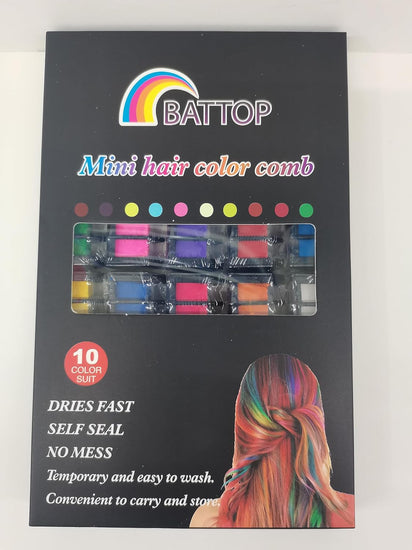 BATTOP
Mini hair color comb
10
COLOR
SUIT
DRIES FAST
SELF SEAL
NO MESS
Temporary and easy to wash.
Convenient to carry and store.